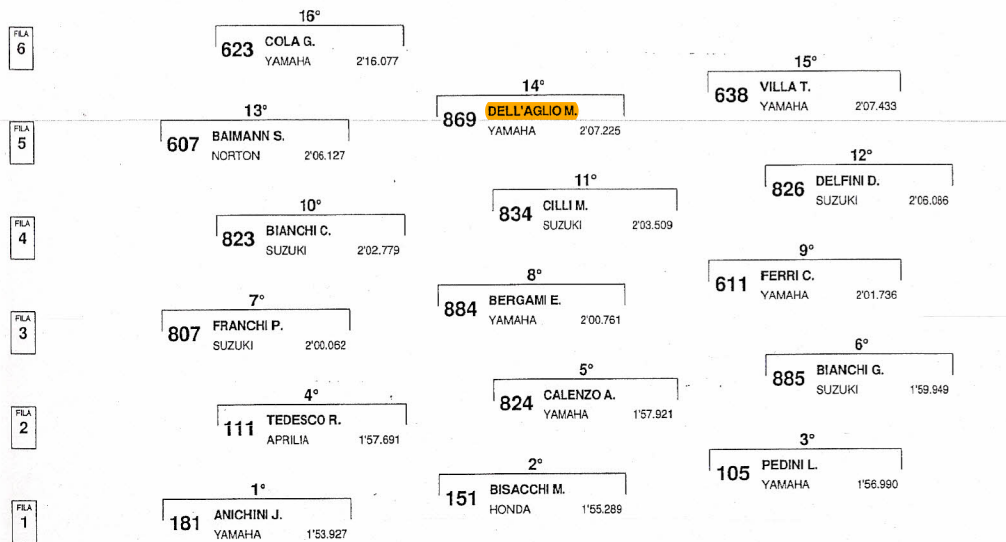 FILA 6
16°
623 COLA G.
YAMAHA 2'16.077
15°
638 VILLA T.
YAMAHA 2'07.433
14°
869 DELL'AGLIO M.
YAMAHA 2'07.225
FILA 5
13°
607 BAIMANN S.
NORTON 2'06.127
12°
826 DELFINI D.
SUZUKI 2'06.086
11°
834 CILLI M.
SUZUKI 2'03.509
FILA 4
10°
823 BIANCHI C.
SUZUKI 2'02.779
9°
611 FERRI C.
YAMAHA 2'01.736
8°
884 BERGAMI E.
YAMAHA 2'00.761
FILA 3
7°
807 FRANCHI P.
SUZUKI 2'00.062
6°
885 BIANCHI G.
SUZUKI 1'59.949
5°
824 CALENZO A.
YAMAHA 1'57.921
FILA 2
4°
111 TEDESCO R.
APRILIA 1'57.691
3°
105 PEDINI L.
YAMAHA 1'56.990
2°
151 BISACCHI M.
HONDA 1'55.289
FILA 1
1°
181 ANICHINI J.
YAMAHA 1'53.927